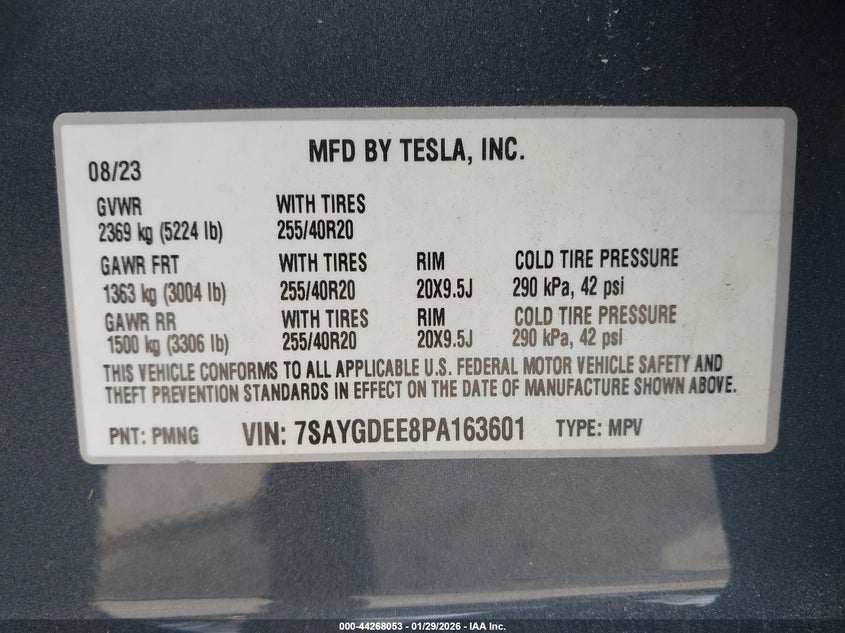 MFD BY TESLA, INC.
08/23
GVWR WITH TIRES
2369 kg (5224 lb) 255/40R20
GAWR FRT WITH TIRES RIM COLD TIRE PRESSURE
1363 kg (3004 lb) 255/40R20 20X9.5J 290 kPa, 42 psi
GAWR RR WITH TIRES RIM COLD TIRE PRESSURE
1500 kg (3306 lb) 255/40R20 20X9.5J 290 kPa, 42 psi
THIS VEHICLE CONFORMS TO ALL APPLICABLE U.S. FEDERAL MOTOR VEHICLE SAFETY AND
THEFT PREVENTION STANDARDS IN EFFECT ON THE DATE OF MANUFACTURE SHOWN ABOVE.
PNT: PMNG VIN: 7SAYGDEE8PA163601 TYPE: MPV
000-44268053 - 01/29/2026 - IAA Inc.